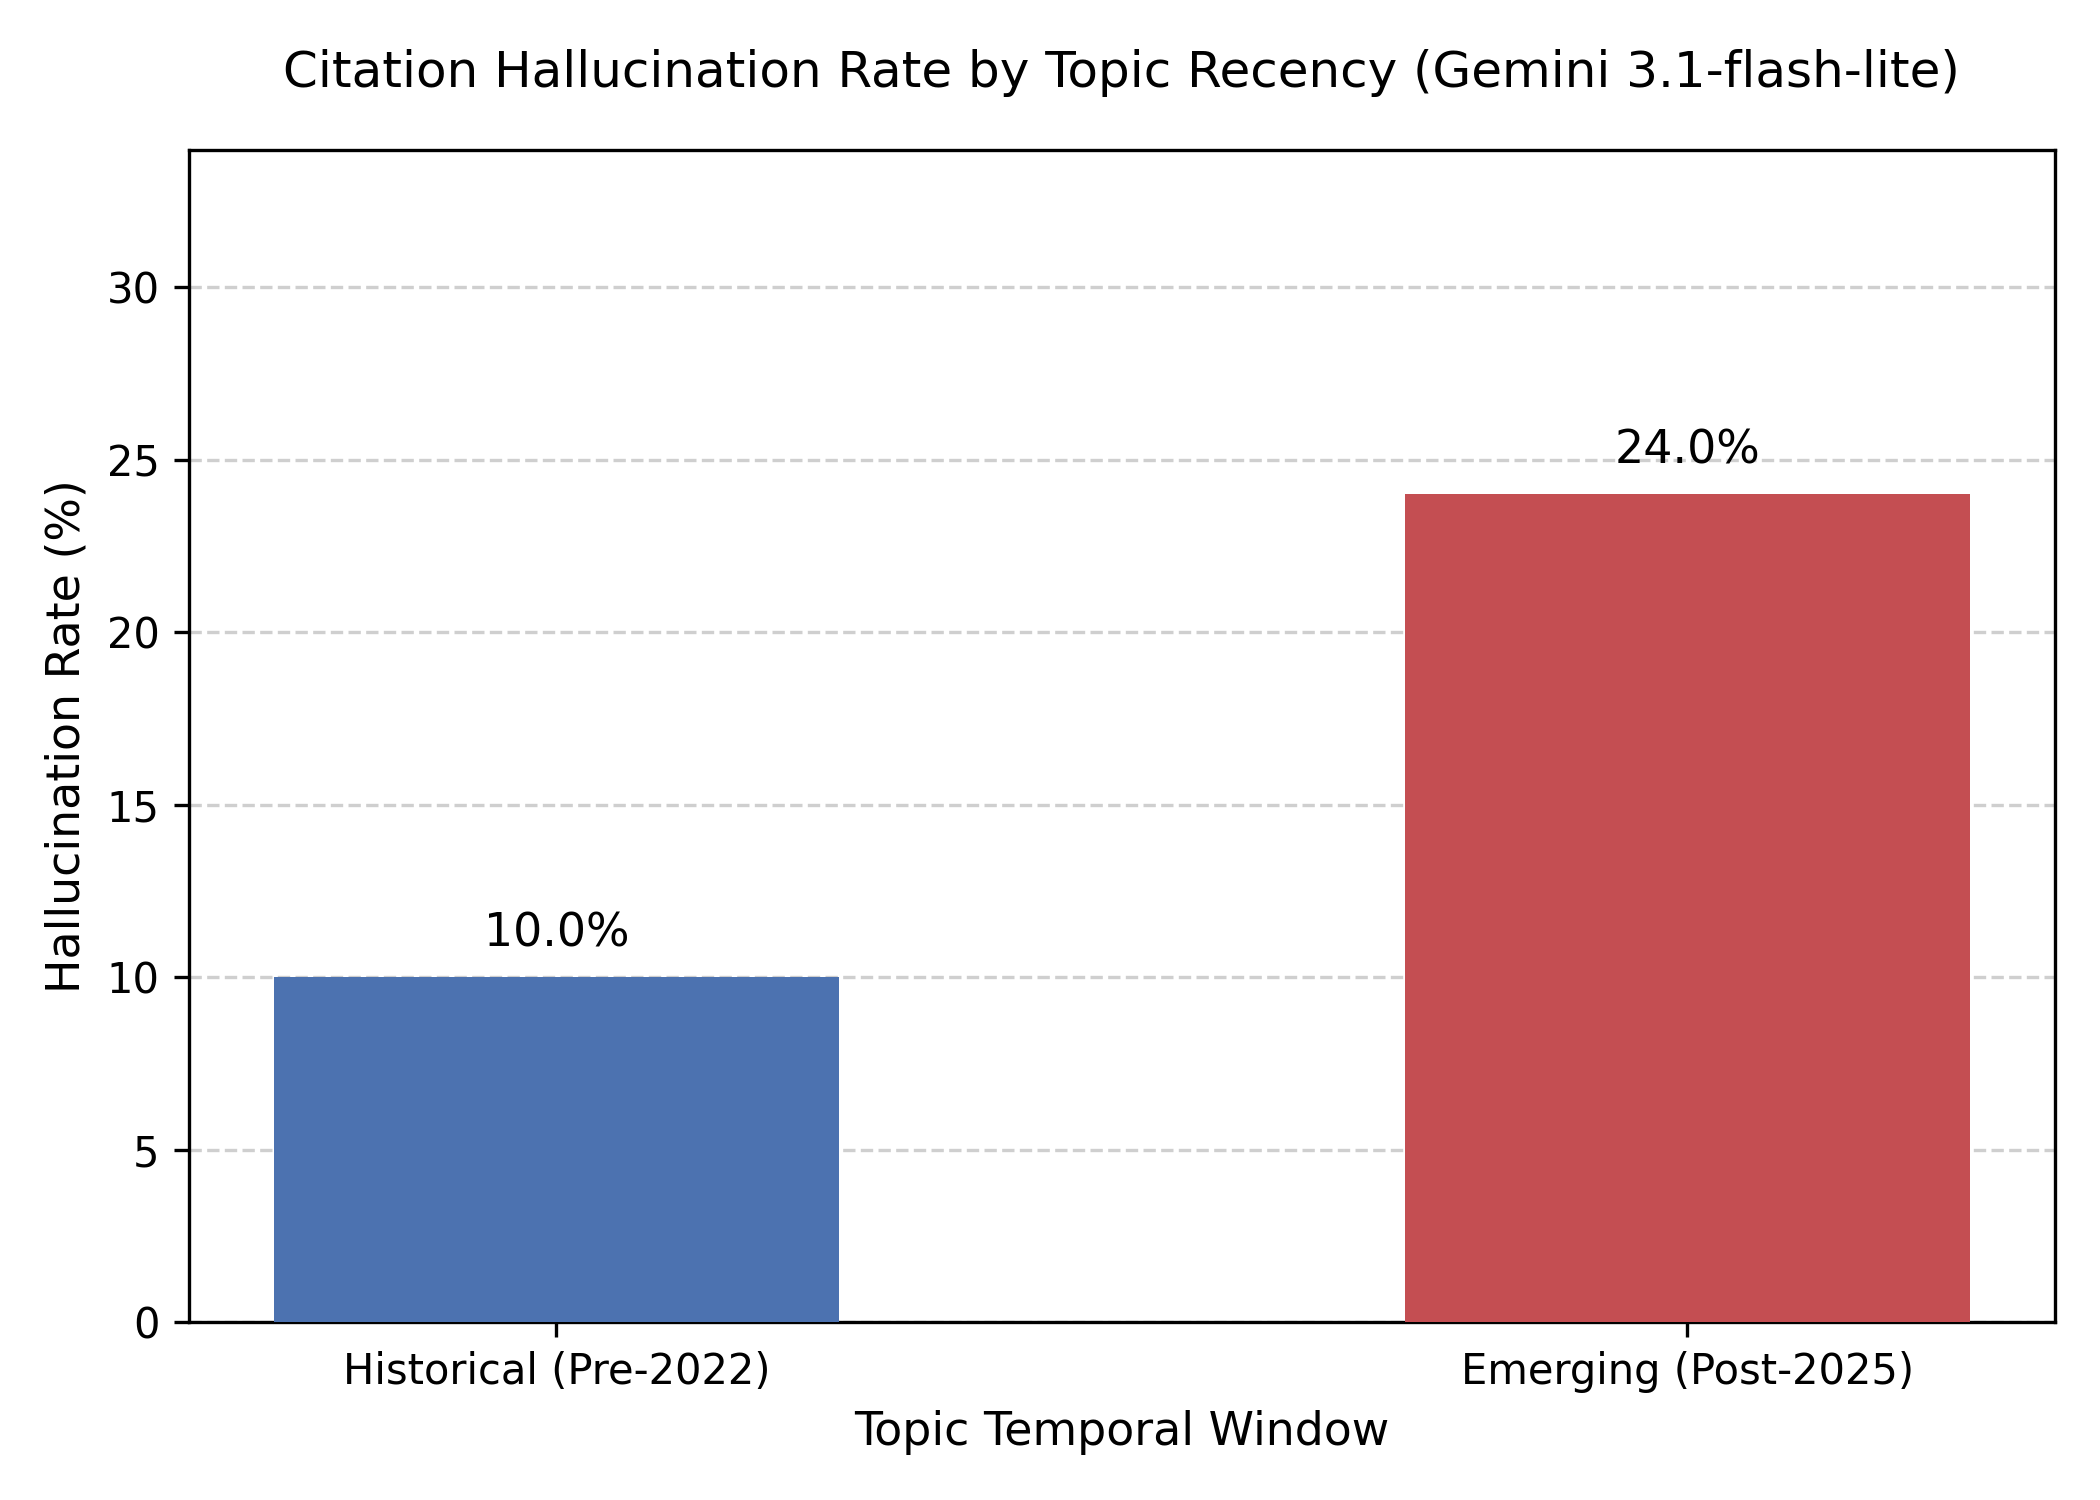 Citation Hallucination Rate by Topic Recency (Gemini 3.1-flash-lite)
Hallucination Rate (%)
30
25
20
15
10
5
0
10.0%
24.0%
Historical (Pre-2022)
Emerging (Post-2025)
Topic Temporal Window